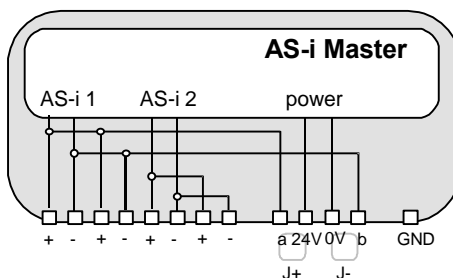 AS-i Master
AS-i 1 AS-i 2 power
+ - + - + - + - a 24V 0V b GND
J+ J-